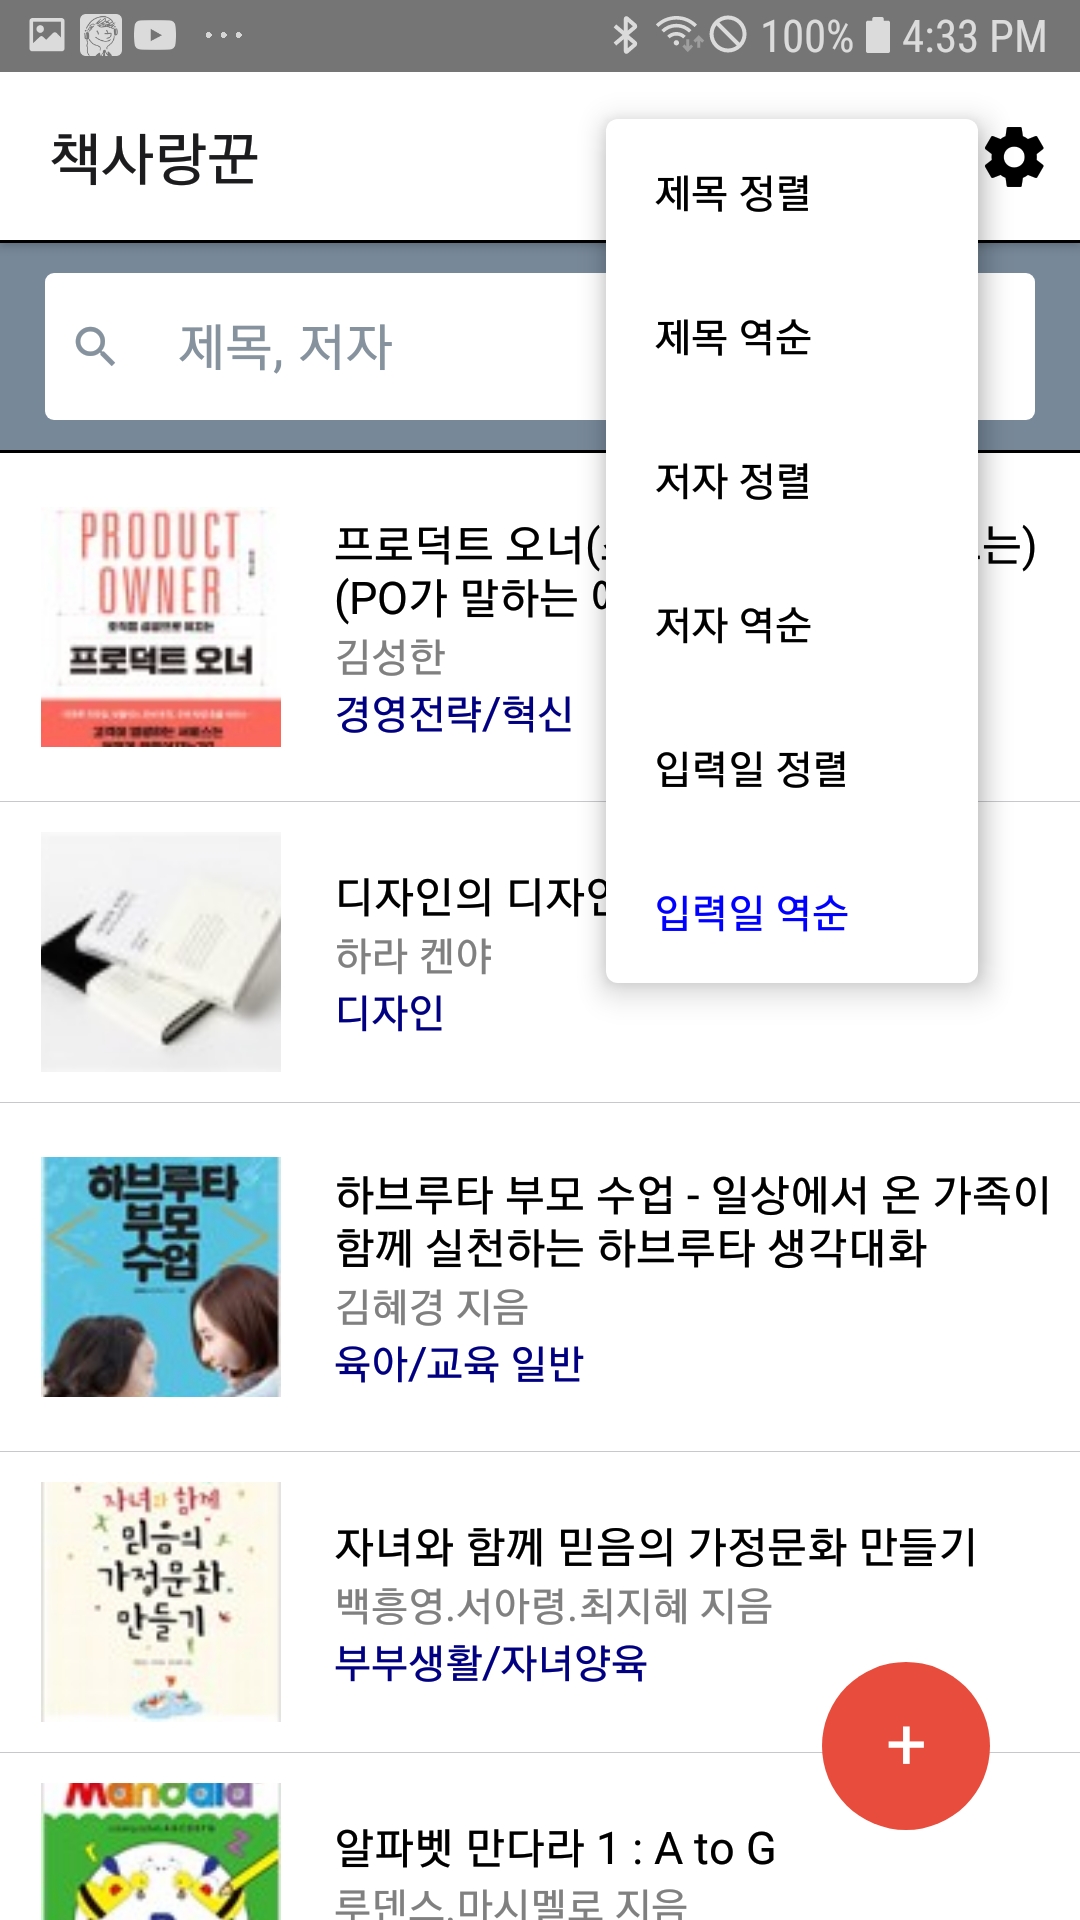 100% 4:33 PM
책사랑꾼
제목 정렬
제목 역순
저자 정렬
저자 역순
입력일 정렬
입력일 역순
제목, 저자
PRODUCT
OWNER
프로덕트 오너
프로덕트 오너(
는)
(PO가 말하는
김성한
경영전략/혁신
디자인의 디자인
하라 켄야
디자인
하브루타
부모
수업
하브루타 부모 수업 - 일상에서 온 가족이
함께 실천하는 하브루타 생각대화
김혜경 지음
육아/교육 일반
자녀와 함께
믿음의
가정문화
만들기
자녀와 함께 믿음의 가정문화 만들기
백흥영.서아령.최지혜 지음
부부생활/자녀양육
+
Mandala
알파벳 만다라 1 : A to G
루덴스.마시멜로 지음